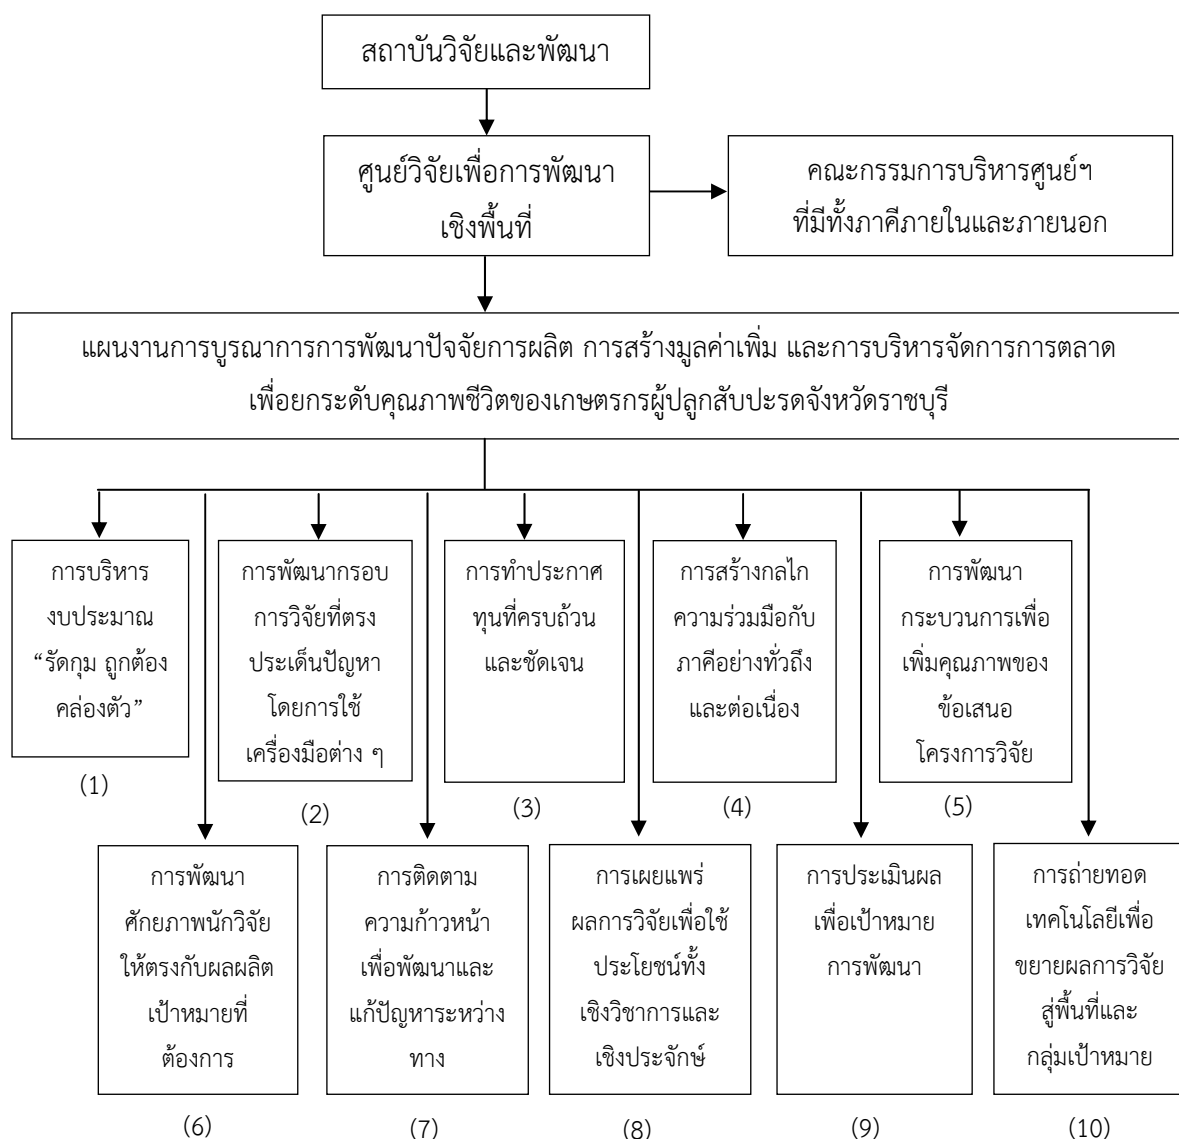 สถาบันวิจัยและพัฒนา
ศูนย์วิจัยเพื่อการพัฒนา
เชิงพื้นที่
คณะกรรมการบริหารศูนย์ฯ
ที่มีทั้งภาคีภายในและภายนอก
แผนงานการบูรณาการการพัฒนาปัจจัยการผลิต การสร้างมูลค่าเพิ่ม และการบริหารจัดการการตลาด
เพื่อยกระดับคุณภาพชีวิตของเกษตรกรผู้ปลูกสับปะรดจังหวัดราชบุรี
การบริหาร
งบประมาณ
“รัดกุม ถูกต้อง
คล่องตัว”
(1)
การพัฒนากรอบ
การวิจัยที่ตรง
ประเด็นปัญหา
โดยการใช้
เครื่องมือต่าง ๆ
(2)
การทำประกาศ
ทุนที่ครบถ้วน
และชัดเจน
(3)
การสร้างกลไก
ความร่วมมือกับ
ภาคีอย่างทั่วถึง
และต่อเนื่อง
(4)
การพัฒนา
กระบวนการเพื่อ
เพิ่มคุณภาพของ
ข้อเสนอ
โครงการวิจัย
(5)
การพัฒนา
ศักยภาพนักวิจัย
ให้ตรงกับผลผลิต
เป้าหมายที่
ต้องการ
(6)
การติดตาม
ความก้าวหน้า
เพื่อพัฒนาและ
แก้ปัญหาระหว่าง
ทาง
(7)
การเผยแพร่
ผลการวิจัยเพื่อใช้
ประโยชน์ทั้ง
เชิงวิชาการและ
เชิงประจักษ์
(8)
การประเมินผล
เพื่อเป้าหมาย
การพัฒนา
(9)
การถ่ายทอด
เทคโนโลยีเพื่อ
ขยายผลการวิจัย
สู่พื้นที่และ
กลุ่มเป้าหมาย
(10)